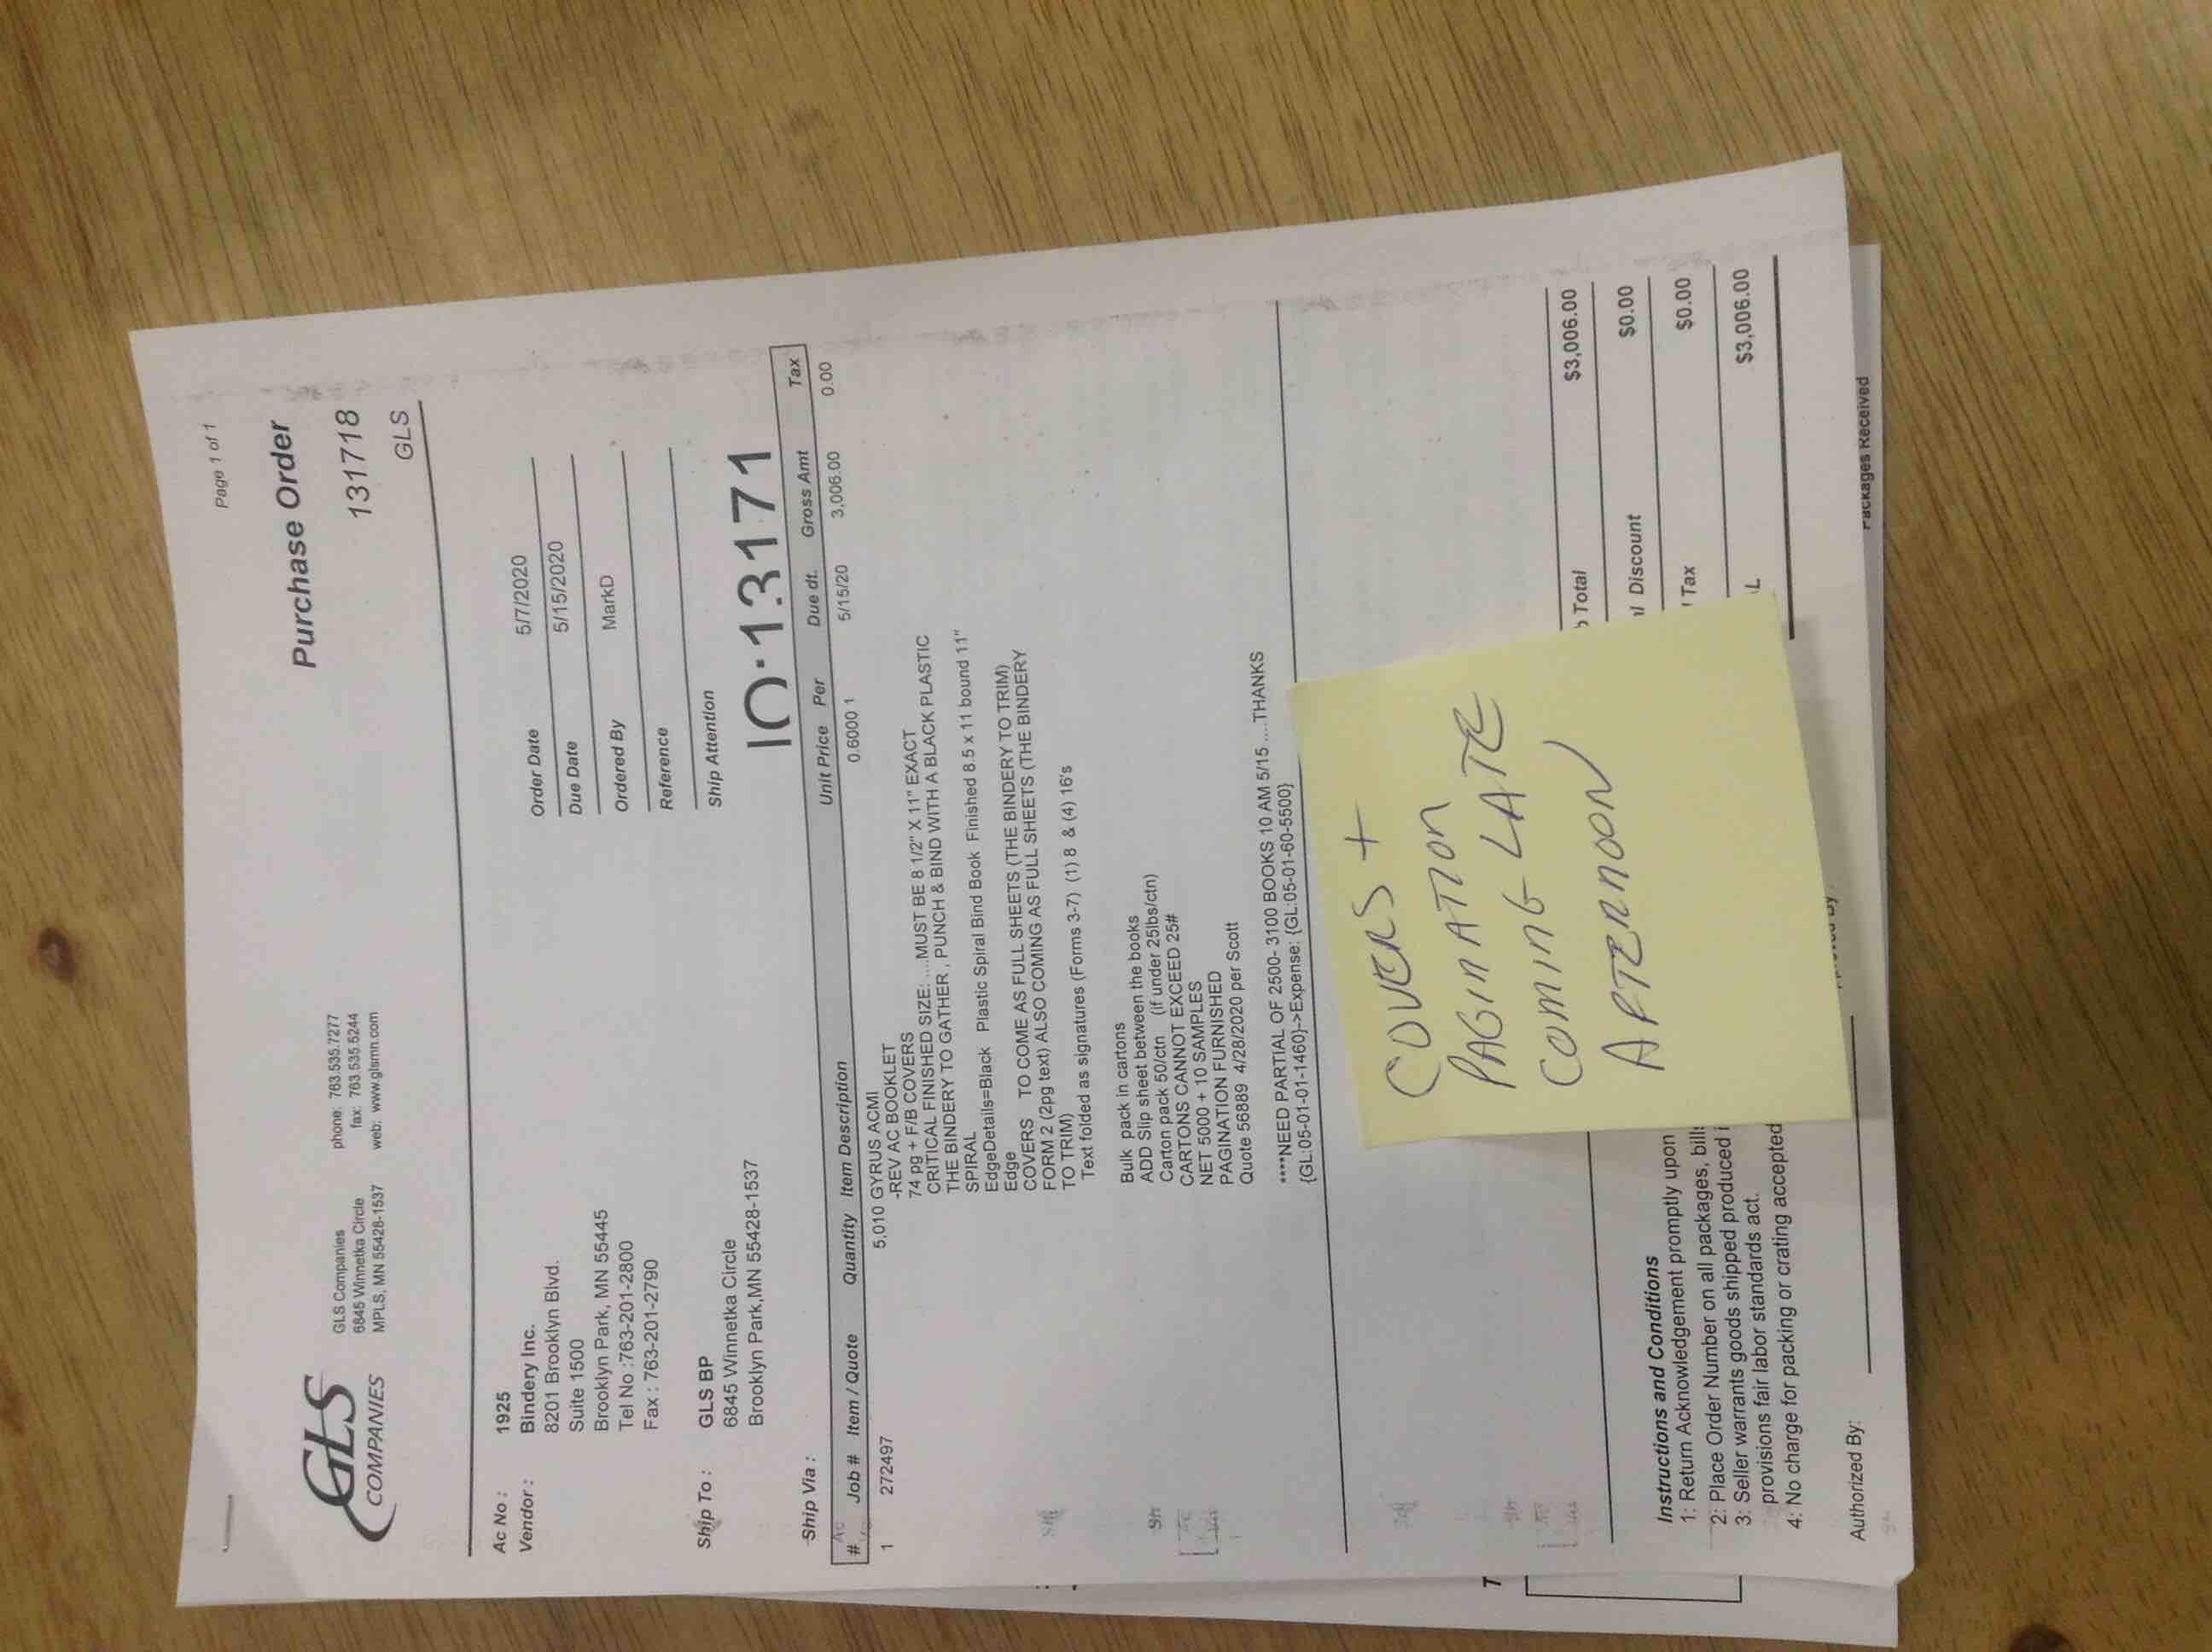 Page 1 of 1
GLS
COMPANIES
GLS Companies
6845 Winnetka Circle
MPLS, MN 55428-1537
phone: 763.535.7277
fax: 763 535 5244
web: www.glsmn.com
Purchase Order
131718
GLS
Ac No : 1925
Vendor : Bindery Inc.
8201 Brooklyn Blvd.
Suite 1500
Brooklyn Park, MN 55445
Tel No :763-201-2800
Fax : 763-201-2790
Order Date 5/7/2020
Due Date 5/15/2020
Ordered By MarkD
Reference
Ship To : GLS BP
6845 Winnetka Circle
Brooklyn Park,MN 55428-1537
Ship Attention
10·13171
Ship Via :
# Job # Item / Quote Quantity Item Description Unit Price Per Due dt. Gross Amt Tax
1 272497 5,010 GYRUS ACMI 0.6000 1 5/15/20 3,006.00 0.00
-REV AC BOOKLET
74 pg + F/B COVERS
CRITICAL FINISHED SIZE: ....MUST BE 8 1/2" X 11" EXACT
THE BINDERY TO GATHER , PUNCH & BIND WITH A BLACK PLASTIC
SPIRAL
EdgeDetails=Black Plastic Spiral Bind Book Finished 8.5 x 11 bound 11"
Edge
COVERS TO COME AS FULL SHEETS (THE BINDERY TO TRIM)
FORM 2 (2pg text) ALSO COMING AS FULL SHEETS (THE BINDERY
TO TRIM)
Text folded as signatures (Forms 3-7) (1) 8 & (4) 16's
Bulk pack in cartons
ADD Slip sheet between the books
Carton pack 50/ctn (if under 25lbs/ctn)
CARTONS CANNOT EXCEED 25#
NET 5000 + 10 SAMPLES
PAGINATION FURNISHED
Quote 56889 4/28/2020 per Scott
****NEED PARTIAL OF 2500- 3100 BOOKS 10 AM 5/15 ....THANKS
{GL:05-01-01-1460}->Expense: {GL:05-01-60-5500}
COVERS +
PAGINATION
COMING LATE
AFTERNOON
Total $3,006.00
Discount $0.00
Tax $0.00
L $3,006.00
Instructions and Conditions
1: Return Acknowledgement promptly upon
2: Place Order Number on all packages, bill
3: Seller warrants goods shipped produced i
provisions fair labor standards act.
4: No charge for packing or crating accepted
Authorized By:
Packages Received